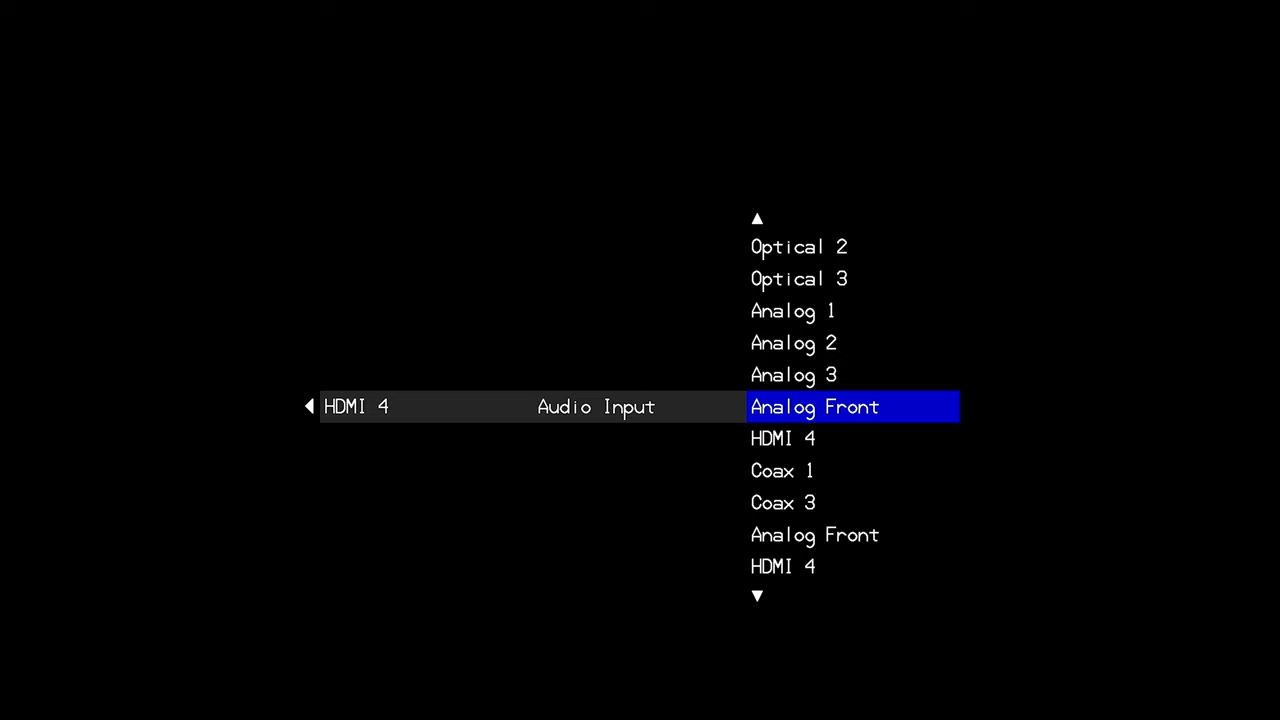 ▲
Optical 2
Optical 3
Analog 1
Analog 2
Analog 3
◀ HDMI 4 Audio Input Analog Front
HDMI 4
Coax 1
Coax 3
Analog Front
HDMI 4
▼